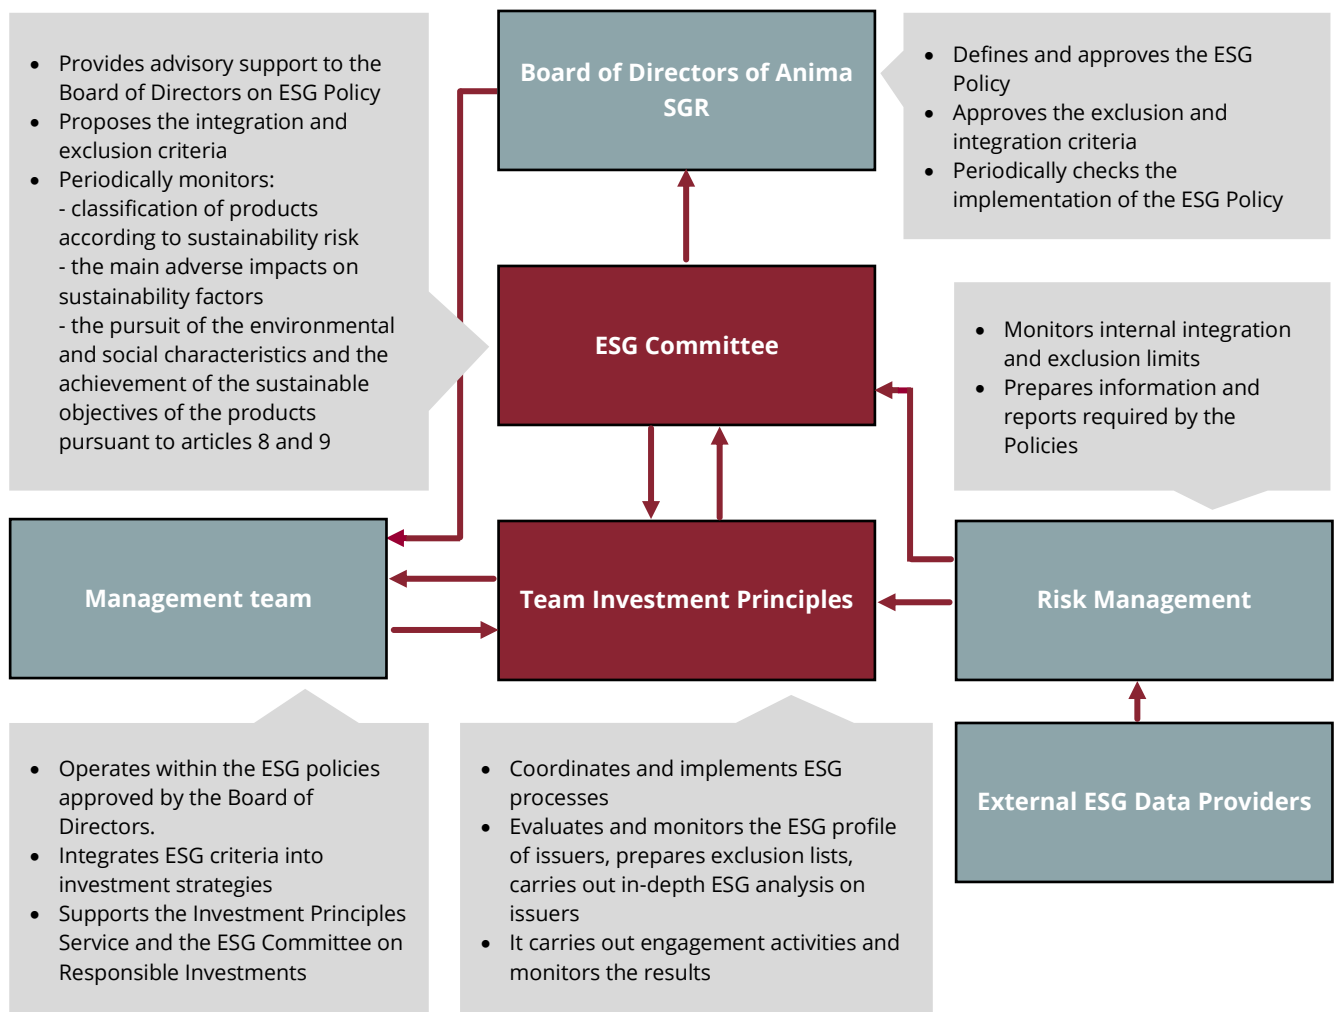 • Provides advisory support to the
Board of Directors on ESG Policy
• Proposes the integration and
exclusion criteria
• Periodically monitors:
- classification of products
according to sustainability risk
- the main adverse impacts on
sustainability factors
- the pursuit of the environmental
and social characteristics and the
achievement of the sustainable
objectives of the products
pursuant to articles 8 and 9
Board of Directors of Anima
SGR
• Defines and approves the ESG
Policy
• Approves the exclusion and
integration criteria
• Periodically checks the
implementation of the ESG Policy
ESG Committee
• Monitors internal integration
and exclusion limits
• Prepares information and
reports required by the
Policies
Management team
Team Investment Principles
Risk Management
• Operates within the ESG policies
approved by the Board of
Directors.
• Integrates ESG criteria into
investment strategies
• Supports the Investment Principles
Service and the ESG Committee on
Responsible Investments
• Coordinates and implements ESG
processes
• Evaluates and monitors the ESG profile
of issuers, prepares exclusion lists,
carries out in-depth ESG analysis on
issuers
• It carries out engagement activities and
monitors the results
External ESG Data Providers